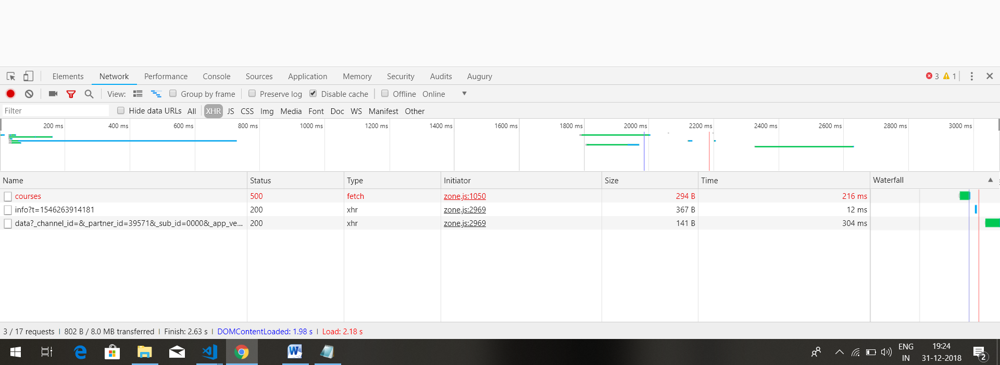 Elements Network Performance Console Sources Application Memory Security Audits Augury 3 1
View: Group by frame Preserve log Disable cache Offline Online
Filter Hide data URLs All XHR JS CSS Img Media Font Doc WS Manifest Other
200 ms 400 ms 600 ms 800 ms 1000 ms 1200 ms 1400 ms 1600 ms 1800 ms 2000 ms 2200 ms 2400 ms 2600 ms 2800 ms 3000 ms
Name Status Type Initiator Size Time Waterfall
courses 500 fetch zone.js:1050 294 B 216 ms
info?t=1546263914181 200 xhr zone.js:2969 367 B 12 ms
data?_channel_id=&_partner_id=39571&_sub_id=0000&_app_ve... 200 xhr zone.js:2969 141 B 304 ms
3 / 17 requests | 802 B / 8.0 MB transferred | Finish: 2.63 s | DOMContentLoaded: 1.98 s | Load: 2.18 s
ENG 19:24
IN 31-12-2018 2